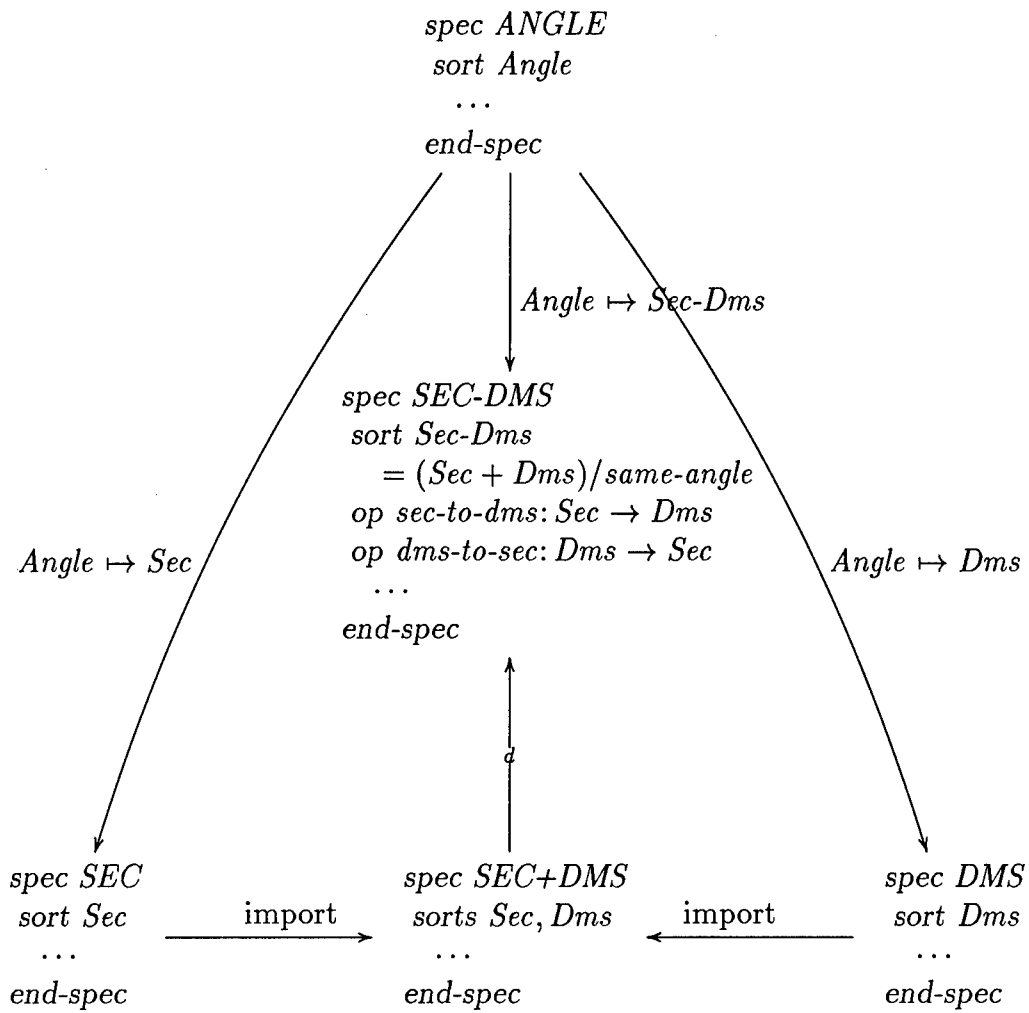 spec ANGLE
sort Angle
...
end-spec
Angle ↦ Sec-Dms
spec SEC-DMS
sort Sec-Dms
= (Sec + Dms)/same-angle
op sec-to-dms: Sec → Dms
op dms-to-sec: Dms → Sec
...
end-spec
Angle ↦ Sec
Angle ↦ Dms
d
spec SEC
sort Sec
...
end-spec
import
spec SEC+DMS
sorts Sec, Dms
...
end-spec
import
spec DMS
sort Dms
...
end-spec